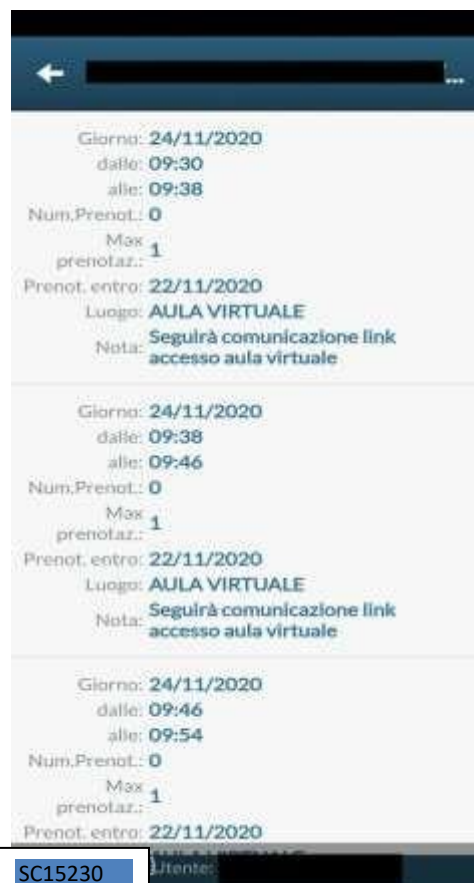 ...
Giorno: 24/11/2020
dalle: 09:30
alle: 09:38
Num.Prenot.: 0
Max
prenotaz.: 1
Prenot. entro: 22/11/2020
Luogo: AULA VIRTUALE
Nota: Seguirà comunicazione link
accesso aula virtuale
Giorno: 24/11/2020
dalle: 09:38
alle: 09:46
Num.Prenot.: 0
Max
prenotaz.: 1
Prenot. entro: 22/11/2020
Luogo: AULA VIRTUALE
Nota: Seguirà comunicazione link
accesso aula virtuale
Giorno: 24/11/2020
dalle: 09:46
alle: 09:54
Num.Prenot.: 0
Max
prenotaz.: 1
Prenot. entro: 22/11/2020
SC15230
Utente: